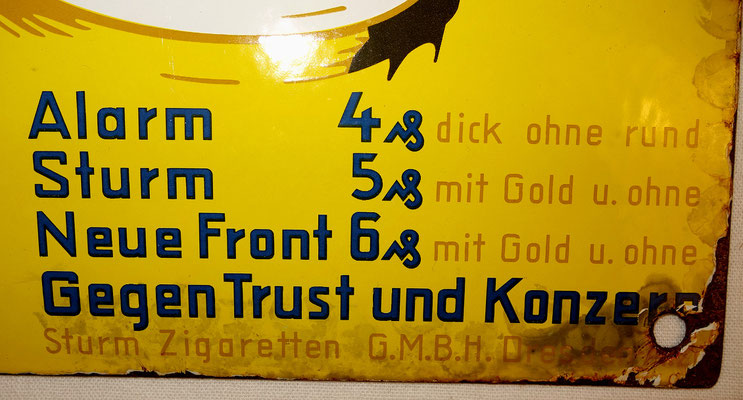 Alarm 4₰ dick ohne rund
Sturm 5₰ mit Gold u. ohne
Neue Front 6₰ mit Gold u. ohne
Gegen Trust und Konzern
Sturm Zigaretten G.M.B.H.